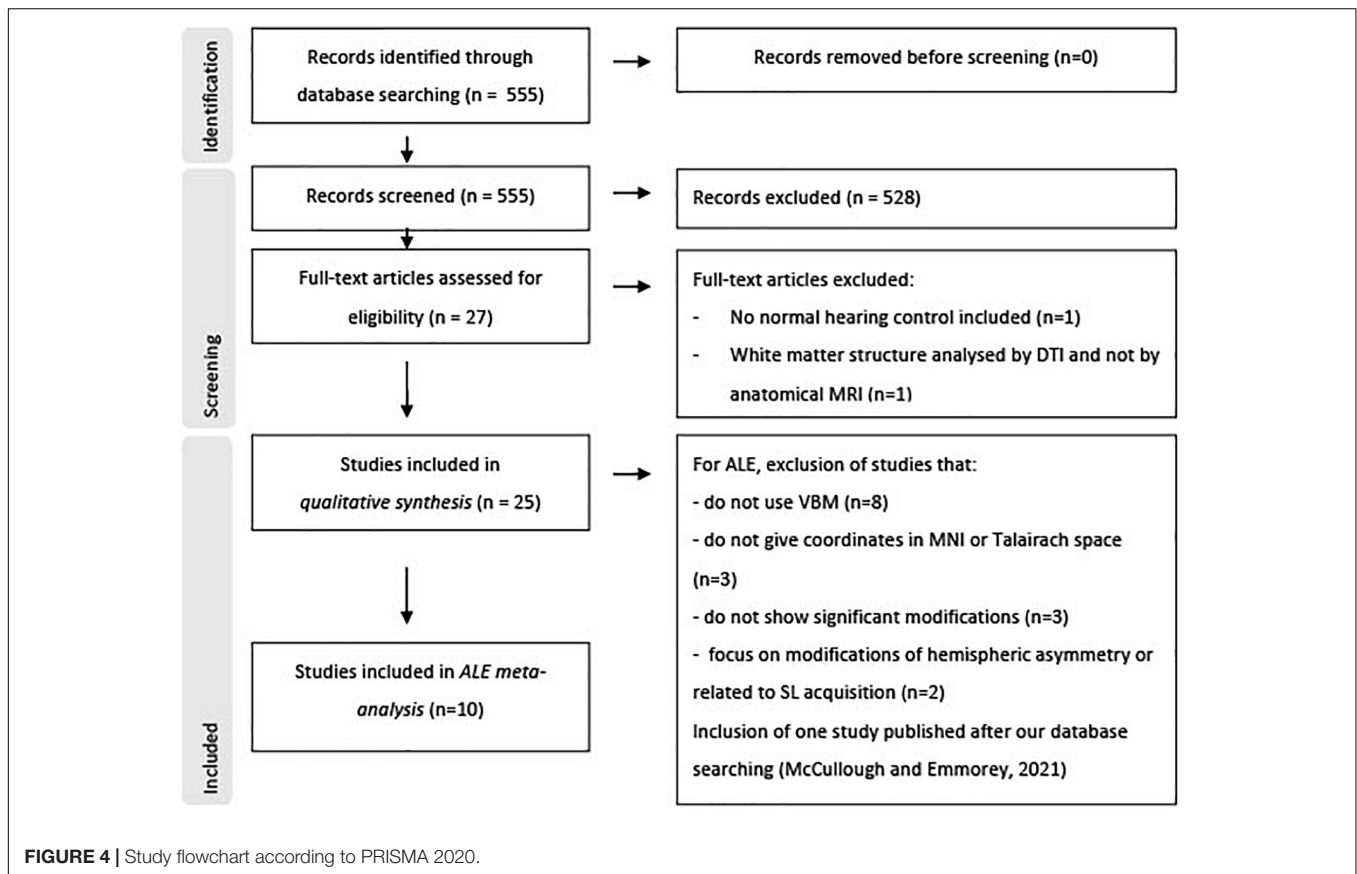 Identification
Records identified through
database searching (n = 555)
Records removed before screening (n=0)
Screening
Records screened (n = 555)
Records excluded (n = 528)
Full-text articles assessed for
eligibility (n = 27)
Full-text articles excluded:
- No normal hearing control included (n=1)
- White matter structure analysed by DTI and not by
anatomical MRI (n=1)
Included
Studies included in
qualitative synthesis (n = 25)
For ALE, exclusion of studies that:
- do not use VBM (n=8)
- do not give coordinates in MNI or Talairach space
(n=3)
- do not show significant modifications (n=3)
- focus on modifications of hemispheric asymmetry or
related to SL acquisition (n=2)
Inclusion of one study published after our database
searching (McCullough and Emmorey, 2021)
Studies included in ALE meta-
analysis (n=10)
FIGURE 4 | Study flowchart according to PRISMA 2020.